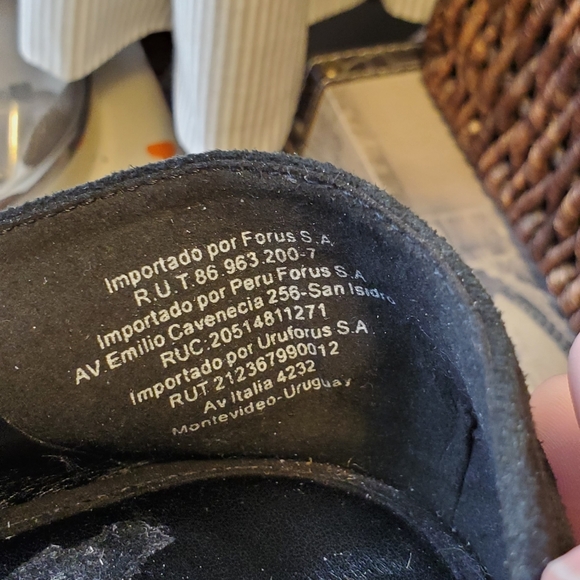 Importado por Forus S.A
R.U.T.86.963.200-7
Importado por Peru Forus S.A
AV Emilio Cavenecia 256-San Isidro
RUC:20514811271
Importado por Uruforus S.A
RUT 212367990012
Av Italia 4232
Montevideo-Uruguay